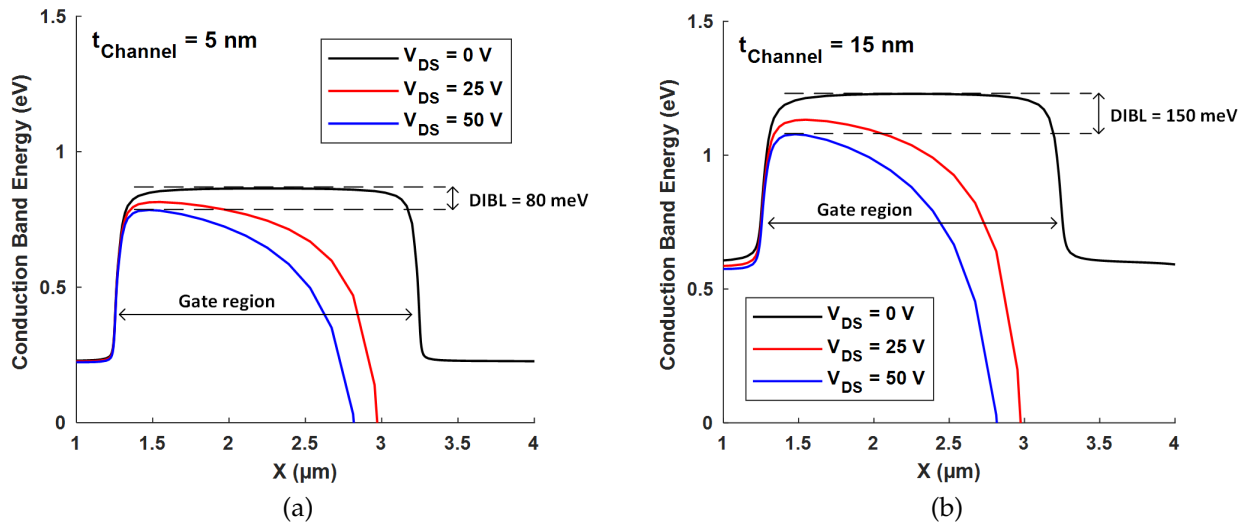 t_Channel = 5 nm
V_DS = 0 V
V_DS = 25 V
V_DS = 50 V
DIBL = 80 meV
Gate region
Conduction Band Energy (eV)
1.5
1
0.5
0
1
1.5
2
2.5
3
3.5
4
X (µm)
(a)
t_Channel = 15 nm
DIBL = 150 meV
Gate region
V_DS = 0 V
V_DS = 25 V
V_DS = 50 V
Conduction Band Energy (eV)
1.5
1
0.5
0
1
1.5
2
2.5
3
3.5
4
X (µm)
(b)